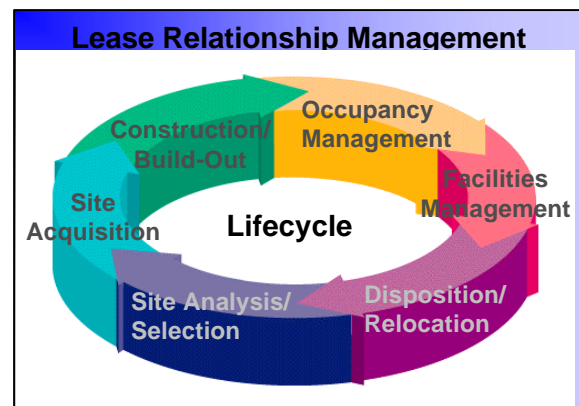 Lease Relationship Management
Construction/
Build-Out
Occupancy
Management
Site
Acquisition
Lifecycle
Facilities
Management
Site Analysis/
Selection
Disposition/
Relocation